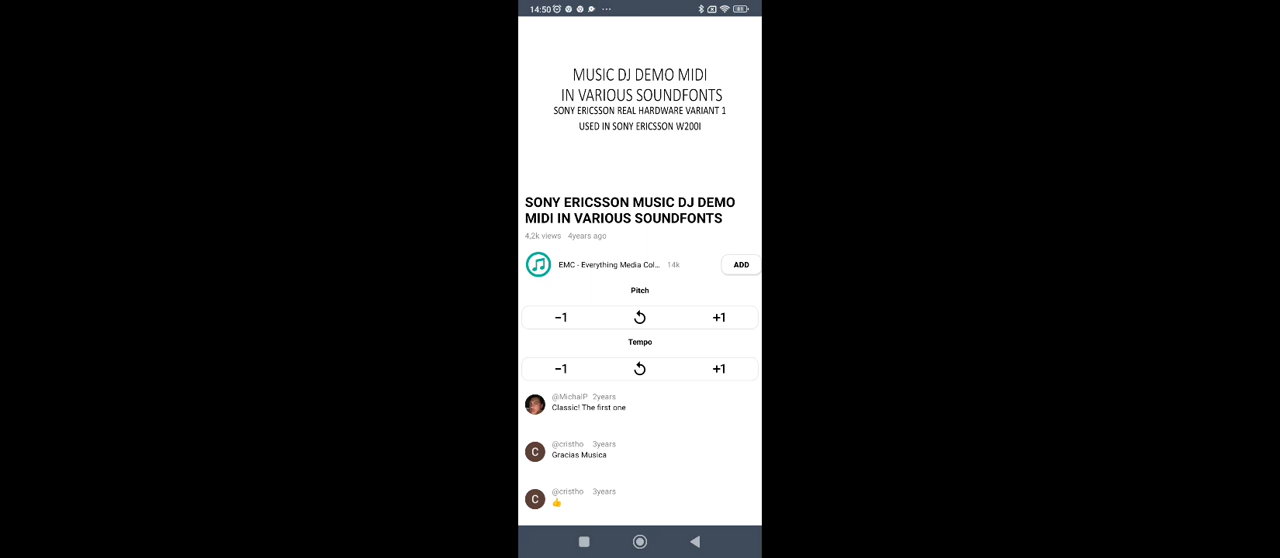 14:50
MUSIC DJ DEMO MIDI
IN VARIOUS SOUNDFONTS
SONY ERICSSON REAL HARDWARE VARIANT 1
USED IN SONY ERICSSON W200I
SONY ERICSSON MUSIC DJ DEMO
MIDI IN VARIOUS SOUNDFONTS
4,2k views 4years ago
EMC - Everything Media Col... 14k ADD
Pitch
-1 +1
Tempo
-1 +1
@MichalP 2years
Classic! The first one
C @cristho 3years
Gracias Musica
C @cristho 3years
👍